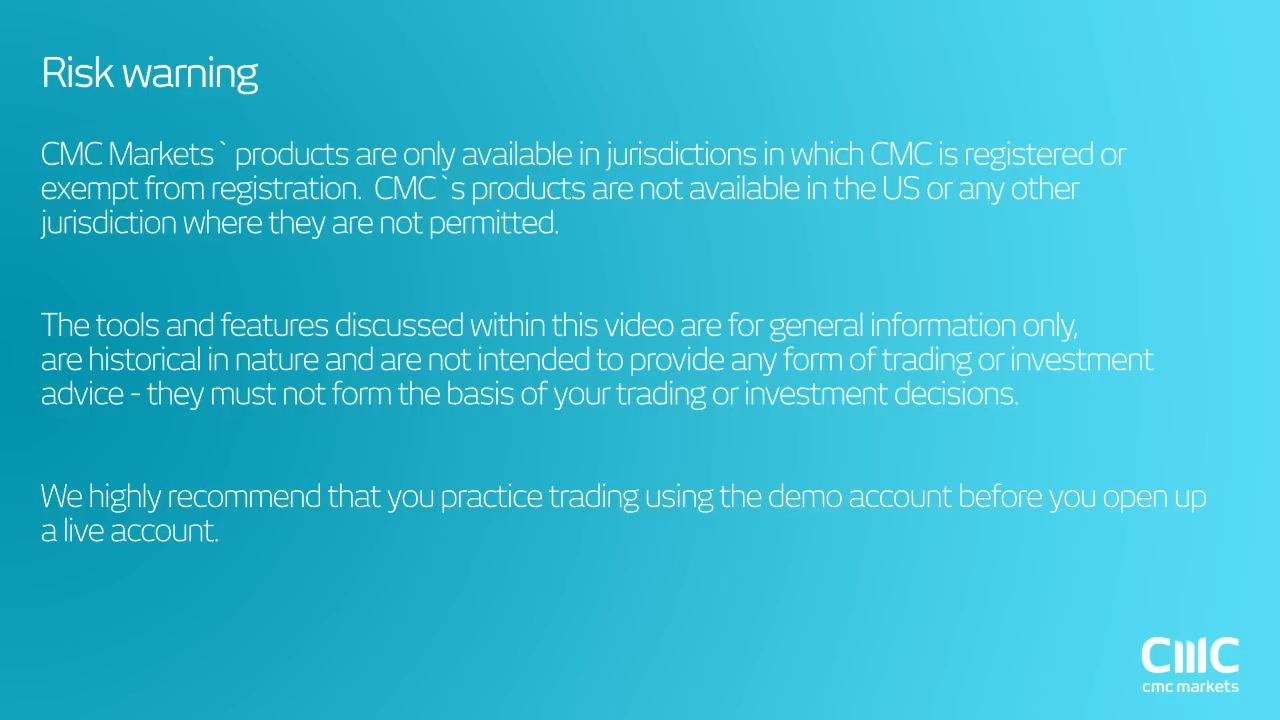 Risk warning
CMC Markets` products are only available in jurisdictions in which CMC is registered or
exempt from registration.  CMC`s products are not available in the US or any other
jurisdiction where they are not permitted.
The tools and features discussed within this video are for general information only,
are historical in nature and are not intended to provide any form of trading or investment
advice - they must not form the basis of your trading or investment decisions.
We highly recommend that you practice trading using the demo account before you open up
a live account.
CMC
cmc markets